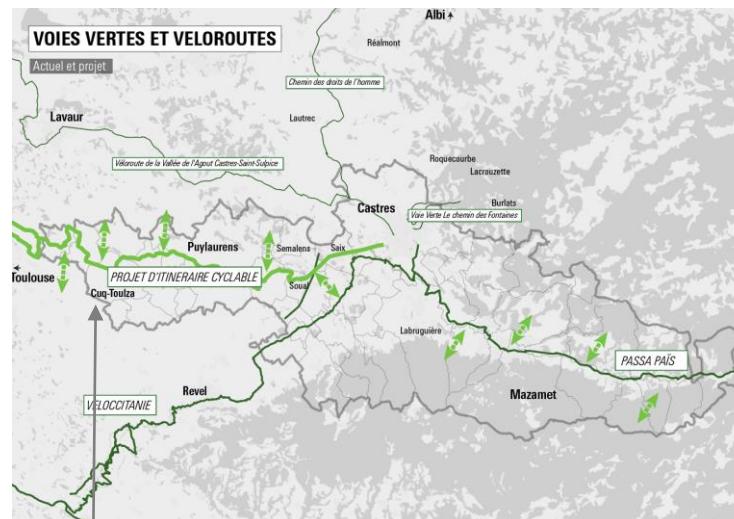 Albi
VOIES VERTES ET VELOROUTES
Réalmont
Actuel et projet
Chemin des droits de l'homme
Lavaur
Lautrec
Véloroute de la Vallée de l'Agout Castres-Saint-Sulpice
Roquecourbe
Lacrouzette
Castres
Burlats
Voie Verte Le chemin des Fontaines
Puylaurens
Semalens
Saix
Toulouse
PROJET D'ITINERAIRE CYCLABLE
Soual
Cuq-Toulza
Labruguière
PASSA PAÏS
Revel
Mazamet
VELOCCITANIE